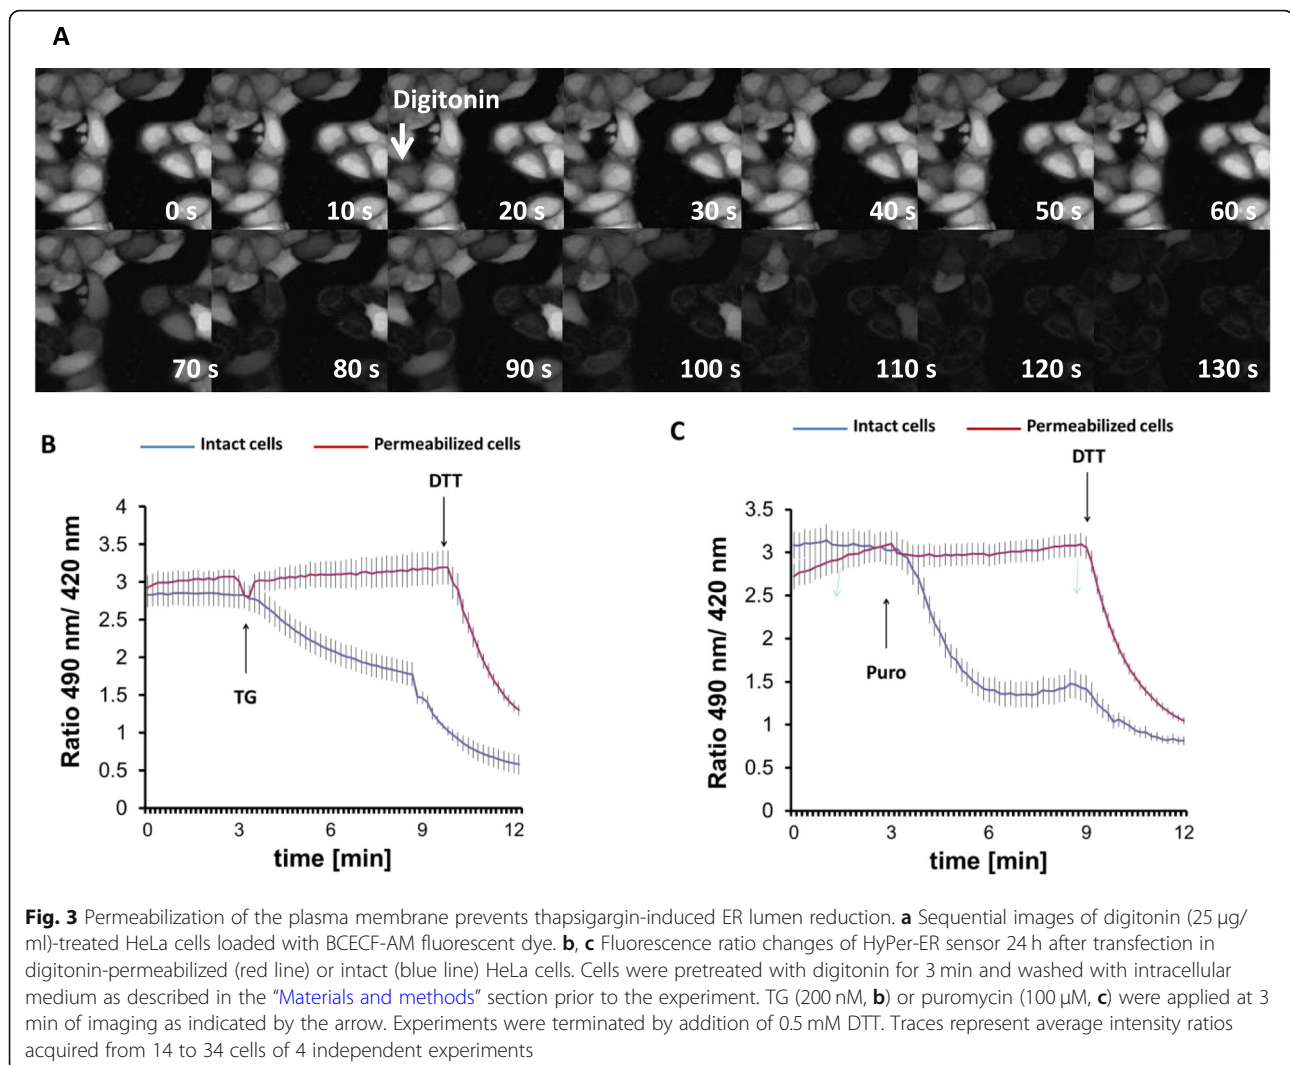 A
Digitonin
0 s 10 s 20 s 30 s 40 s 50 s 60 s
70 s 80 s 90 s 100 s 110 s 120 s 130 s
B
Intact cells Permeabilized cells
DTT
Ratio 490 nm/ 420 nm
4
3.5
3
2.5
2
1.5
1
0.5
0
TG
0 3 6 9 12
time [min]
C
Intact cells Permeabilized cells
DTT
Ratio 490 nm/ 420 nm
3.5
3
2.5
2
1.5
1
0.5
0
Puro
0 3 6 9 12
time [min]
Fig. 3 Permeabilization of the plasma membrane prevents thapsigargin-induced ER lumen reduction. a Sequential images of digitonin (25 μg/
ml)-treated HeLa cells loaded with BCECF-AM fluorescent dye. b, c Fluorescence ratio changes of HyPer-ER sensor 24 h after transfection in
digitonin-permeabilized (red line) or intact (blue line) HeLa cells. Cells were pretreated with digitonin for 3 min and washed with intracellular
medium as described in the “Materials and methods” section prior to the experiment. TG (200 nM, b) or puromycin (100 μM, c) were applied at 3
min of imaging as indicated by the arrow. Experiments were terminated by addition of 0.5 mM DTT. Traces represent average intensity ratios
acquired from 14 to 34 cells of 4 independent experiments